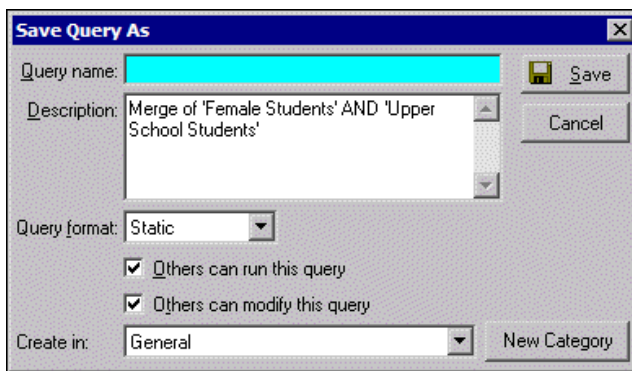 Save Query As
Query name:
Save
Description:
Merge of 'Female Students' AND 'Upper
School Students'
Cancel
Query format: Static
Others can run this query
Others can modify this query
Create in: General
New Category